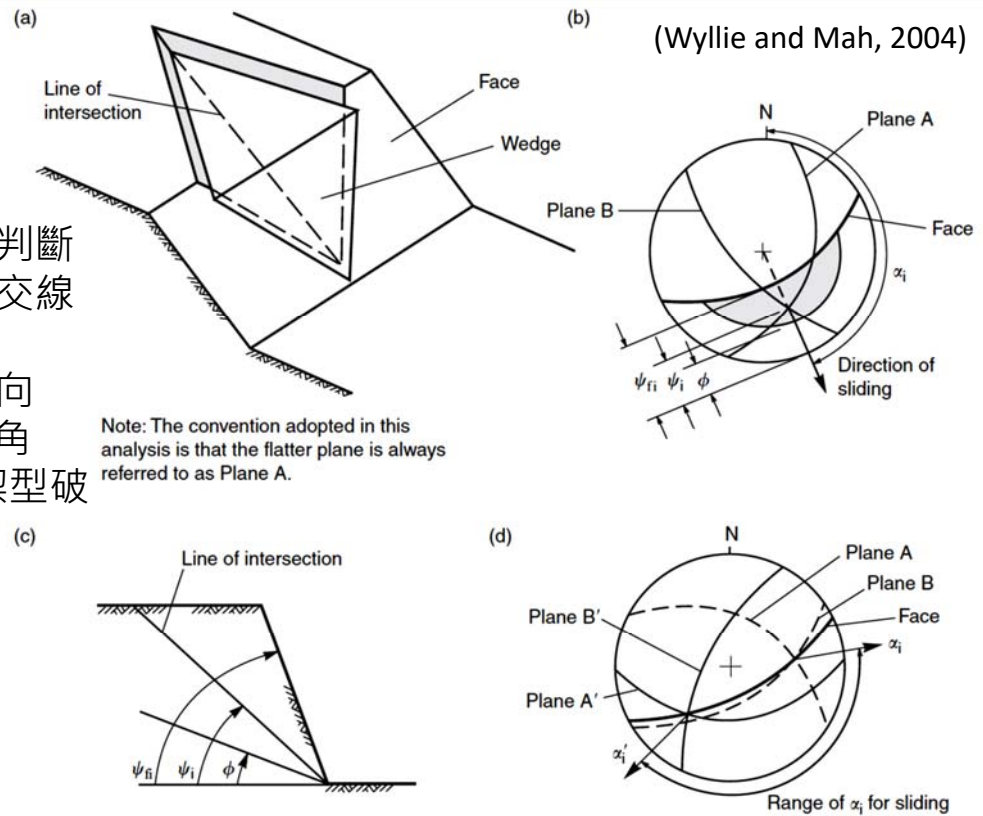 (a)
Line of
intersection
Face
Wedge
Note: The convention adopted in this
analysis is that the flatter plane is always
referred to as Plane A.
(b)
(Wyllie and Mah, 2004)
N
Plane A
Plane B
Face
αi
ψfi ψi ϕ
Direction of
sliding
判斷
交線
向
角
型破
(c)
Line of intersection
ψfi ψi ϕ
(d)
N
Plane A
Plane B
Face
Plane B′
Plane A′
αi
αi′
Range of αi for sliding